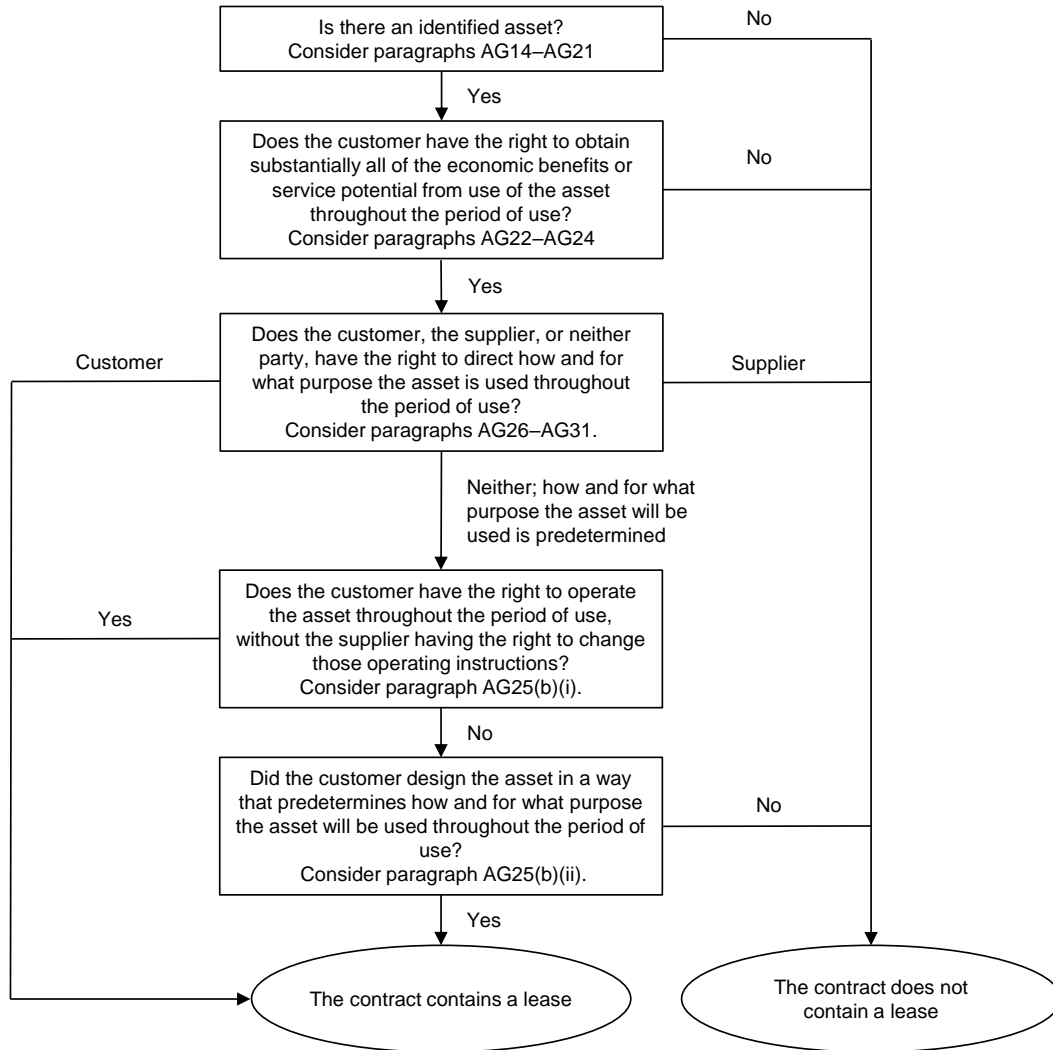 Is there an identified asset?
Consider paragraphs AG14–AG21
No
Yes
Does the customer have the right to obtain
substantially all of the economic benefits or
service potential from use of the asset
throughout the period of use?
Consider paragraphs AG22–AG24
No
Yes
Does the customer, the supplier, or neither
party, have the right to direct how and for
what purpose the asset is used throughout
the period of use?
Consider paragraphs AG26–AG31.
Customer
Supplier
Neither; how and for what
purpose the asset will be
used is predetermined
Does the customer have the right to operate
the asset throughout the period of use,
without the supplier having the right to change
those operating instructions?
Consider paragraph AG25(b)(i).
Yes
No
Did the customer design the asset in a way
that predetermines how and for what purpose
the asset will be used throughout the period of
use?
Consider paragraph AG25(b)(ii).
No
Yes
The contract contains a lease
The contract does not
contain a lease